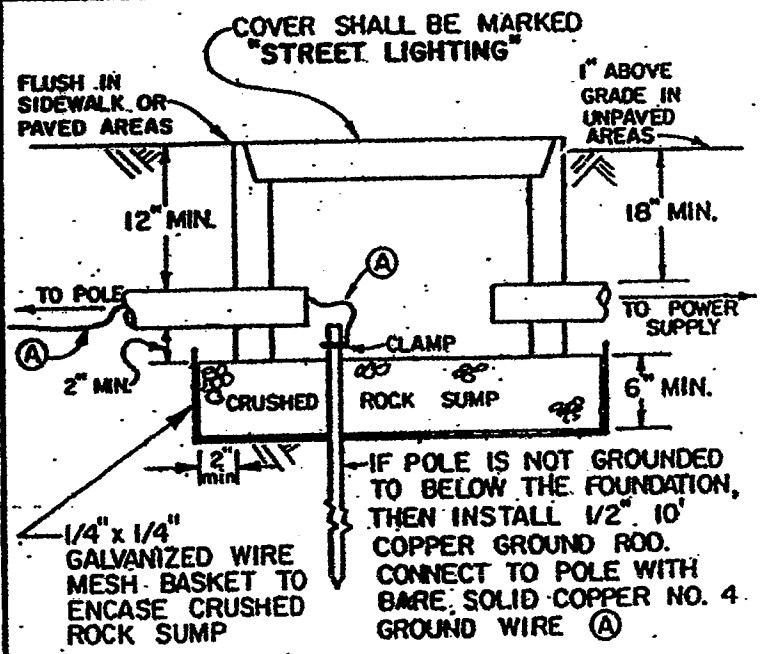 COVER SHALL BE MARKED
"STREET LIGHTING"
FLUSH IN
SIDEWALK OR
PAVED AREAS
1" ABOVE
GRADE IN
UNPAVED
AREAS
12" MIN.
18" MIN.
A
TO POLE
TO POWER
SUPPLY
A
CLAMP
2" MIN.
6" MIN.
CRUSHED ROCK SUMP
2"
min
IF POLE IS NOT GROUNDED
TO BELOW THE FOUNDATION,
THEN INSTALL 1/2" 10'
COPPER GROUND ROD.
CONNECT TO POLE WITH
BARE SOLID COPPER NO. 4
GROUND WIRE A
1/4" x 1/4"
GALVANIZED WIRE
MESH BASKET TO
ENCASE CRUSHED
ROCK SUMP